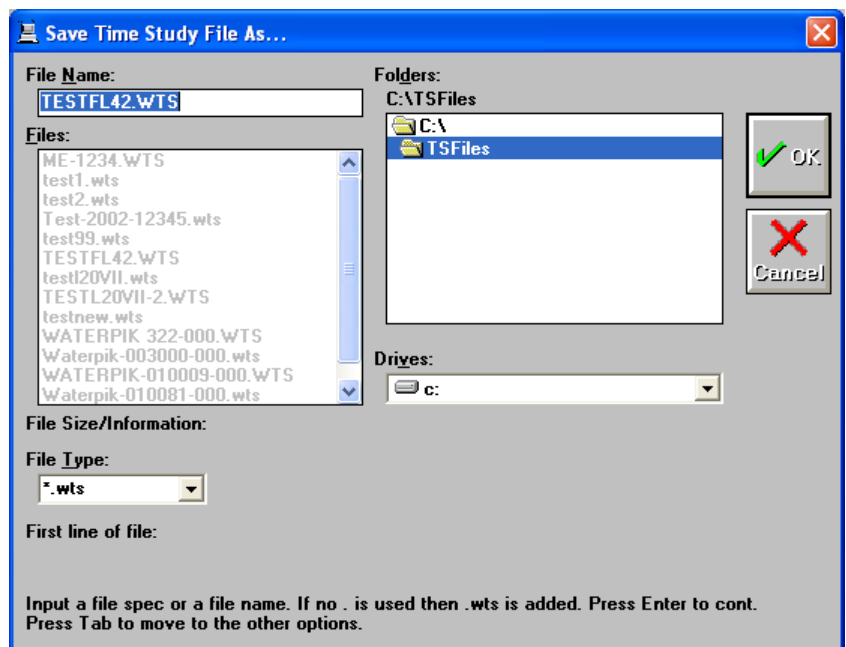 Save Time Study File As...
File Name:
TESTFL42.WTS
Files:
ME-1234.WTS
test1.wts
test2.wts
Test-2002-12345.wts
test99.wts
TESTFL42.WTS
testl20VII.wts
TESTL20VII-2.WTS
testnew.wts
WATERPIK 322-000.WTS
Waterpik-003000-000.wts
WATERPIK-010009-000.WTS
Waterpik-010081-000.wts
Folders:
C:\TSFiles
C:\
TSFiles
OK
Cancel
Drives:
c:
File Size/Information:
File Type:
*.wts
First line of file:
Input a file spec or a file name. If no . is used then .wts is added. Press Enter to cont.
Press Tab to move to the other options.